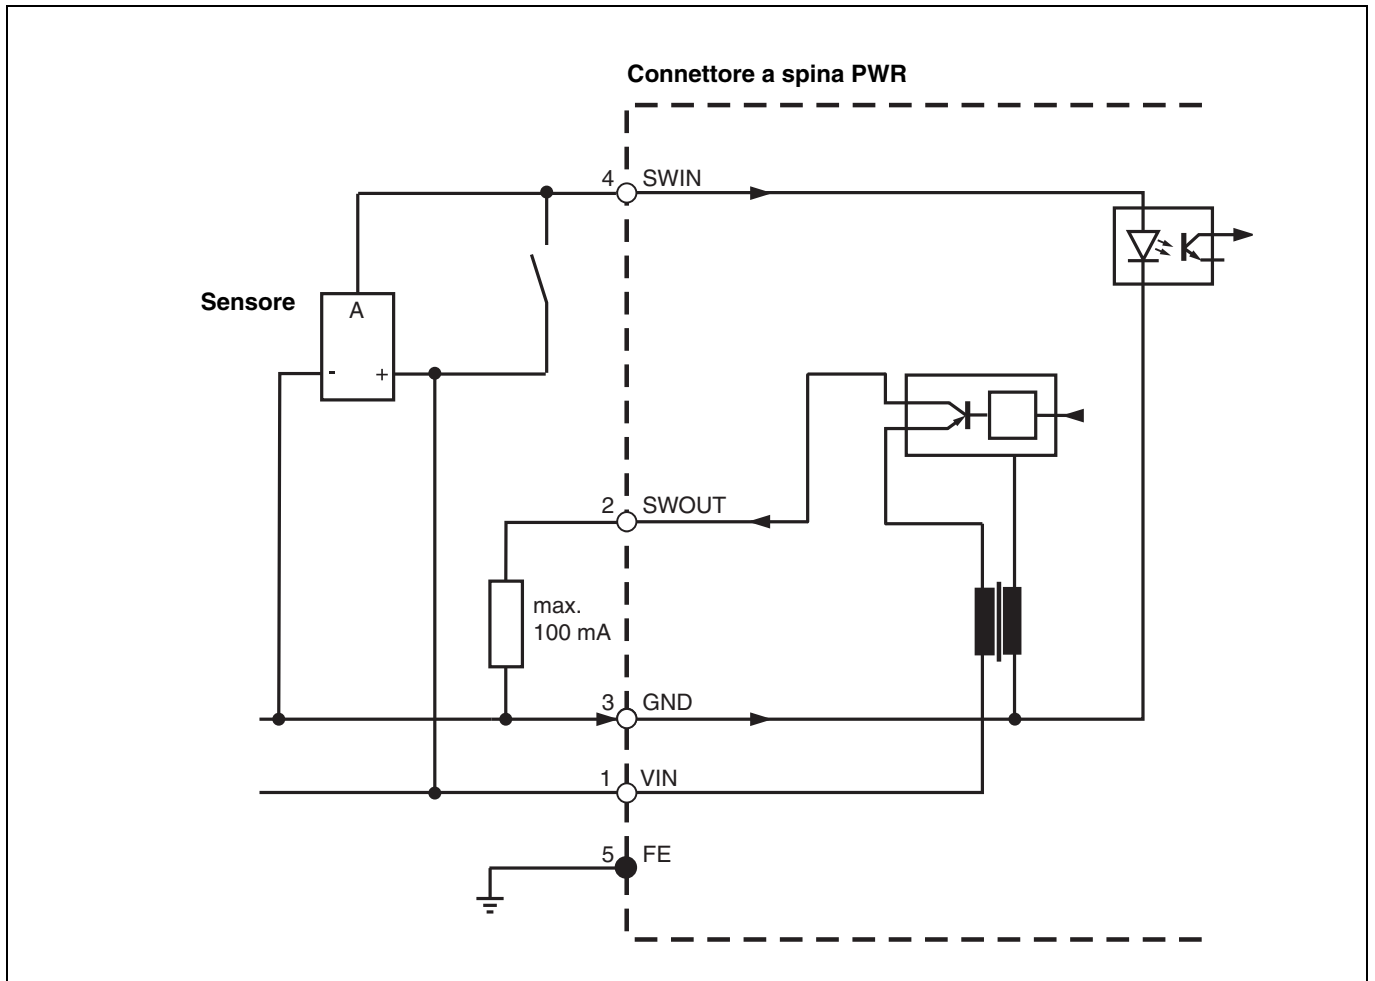 Connettore a spina PWR
4 SWIN
Sensore
A
- +
2 SWOUT
max.
100 mA
3 GND
1 VIN
5 FE